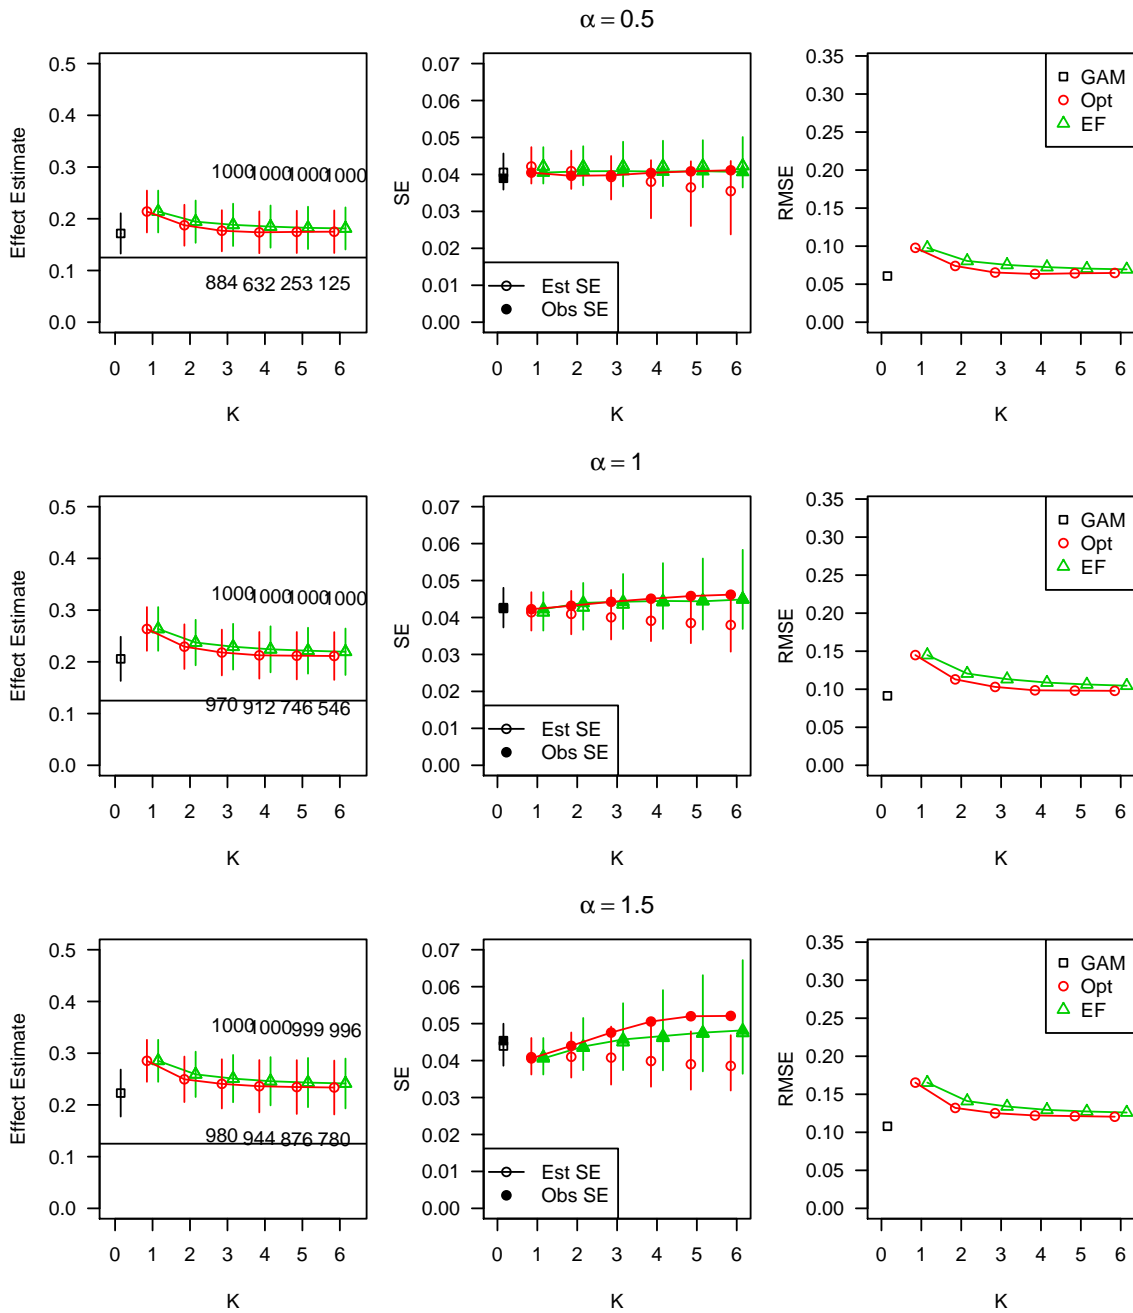 α = 0.5
Effect Estimate
0.5
0.4
0.3
0.2
0.1
0.0
1000 1000 1000 1000
884 632 253 125
0 1 2 3 4 5 6
K
SE
0.07
0.06
0.05
0.04
0.03
0.02
0.01
0.00
Est SE
Obs SE
0 1 2 3 4 5 6
K
RMSE
0.35
0.30
0.25
0.20
0.15
0.10
0.05
0.00
GAM
Opt
EF
0 1 2 3 4 5 6
K
α = 1
Effect Estimate
0.5
0.4
0.3
0.2
0.1
0.0
1000 1000 1000 1000
970 912 746 546
0 1 2 3 4 5 6
K
SE
0.07
0.06
0.05
0.04
0.03
0.02
0.01
0.00
Est SE
Obs SE
0 1 2 3 4 5 6
K
RMSE
0.35
0.30
0.25
0.20
0.15
0.10
0.05
0.00
GAM
Opt
EF
0 1 2 3 4 5 6
K
α = 1.5
Effect Estimate
0.5
0.4
0.3
0.2
0.1
0.0
1000 1000 999 996
980 944 876 780
0 1 2 3 4 5 6
K
SE
0.07
0.06
0.05
0.04
0.03
0.02
0.01
0.00
Est SE
Obs SE
0 1 2 3 4 5 6
K
RMSE
0.35
0.30
0.25
0.20
0.15
0.10
0.05
0.00
GAM
Opt
EF
0 1 2 3 4 5 6
K